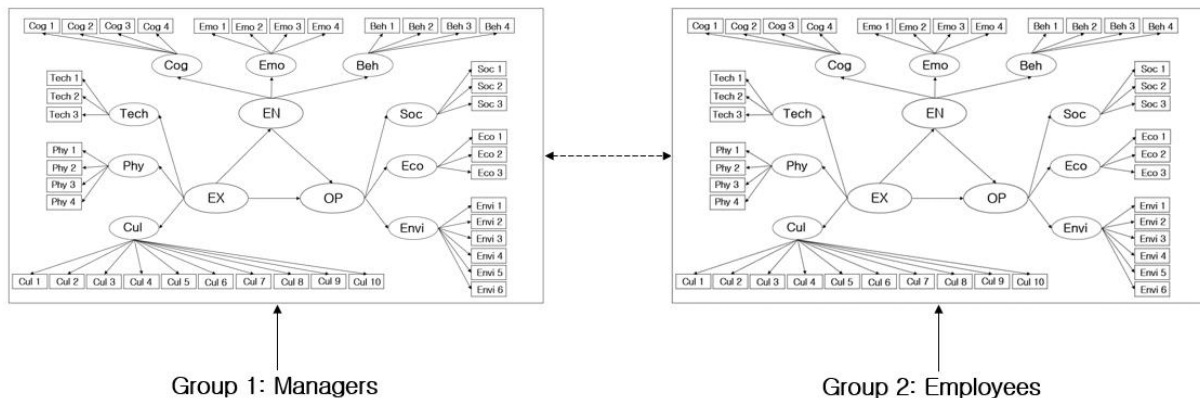 Cog 1 Cog 2 Cog 3 Cog 4 Emo 1 Emo 2 Emo 3 Emo 4 Beh 1 Beh 2 Beh 3 Beh 4
Cog Emo Beh
Tech 1
Tech 2
Tech 3
Tech
EN
Soc
Soc 1
Soc 2
Soc 3
Phy 1
Phy 2
Phy 3
Phy 4
Phy
Eco
Eco 1
Eco 2
Eco 3
EX
OP
Cul
Envi
Envi 1
Envi 2
Envi 3
Envi 4
Envi 5
Envi 6
Cul 1 Cul 2 Cul 3 Cul 4 Cul 5 Cul 6 Cul 7 Cul 8 Cul 9 Cul 10
Group 1: Managers
Cog 1 Cog 2 Cog 3 Cog 4 Emo 1 Emo 2 Emo 3 Emo 4 Beh 1 Beh 2 Beh 3 Beh 4
Cog Emo Beh
Tech 1
Tech 2
Tech 3
Tech
EN
Soc
Soc 1
Soc 2
Soc 3
Phy 1
Phy 2
Phy 3
Phy 4
Phy
Eco
Eco 1
Eco 2
Eco 3
EX
OP
Cul
Envi
Envi 1
Envi 2
Envi 3
Envi 4
Envi 5
Envi 6
Cul 1 Cul 2 Cul 3 Cul 4 Cul 5 Cul 6 Cul 7 Cul 8 Cul 9 Cul 10
Group 2: Employees